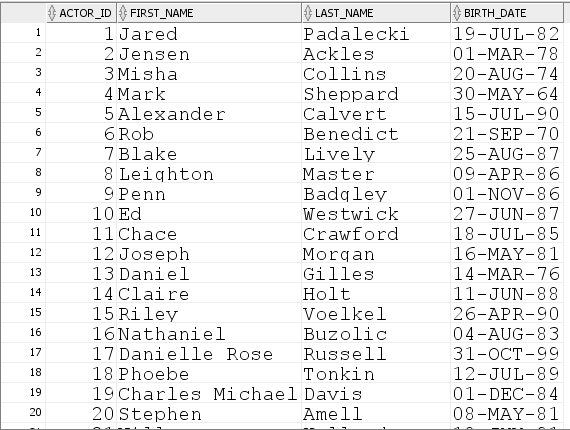 ACTOR_ID FIRST_NAME LAST_NAME BIRTH_DATE
1 1 Jared Padalecki 19-JUL-82
2 2 Jensen Ackles 01-MAR-78
3 3 Misha Collins 20-AUG-74
4 4 Mark Sheppard 30-MAY-64
5 5 Alexander Calvert 15-JUL-90
6 6 Rob Benedict 21-SEP-70
7 7 Blake Lively 25-AUG-87
8 8 Leighton Master 09-APR-86
9 9 Penn Badgley 01-NOV-86
10 10 Ed Westwick 27-JUN-87
11 11 Chace Crawford 18-JUL-85
12 12 Joseph Morgan 16-MAY-81
13 13 Daniel Gilles 14-MAR-76
14 14 Claire Holt 11-JUN-88
15 15 Riley Voelkel 26-APR-90
16 16 Nathaniel Buzolic 04-AUG-83
17 17 Danielle Rose Russell 31-OCT-99
18 18 Phoebe Tonkin 12-JUL-89
19 19 Charles Michael Davis 01-DEC-84
20 20 Stephen Amell 08-MAY-81